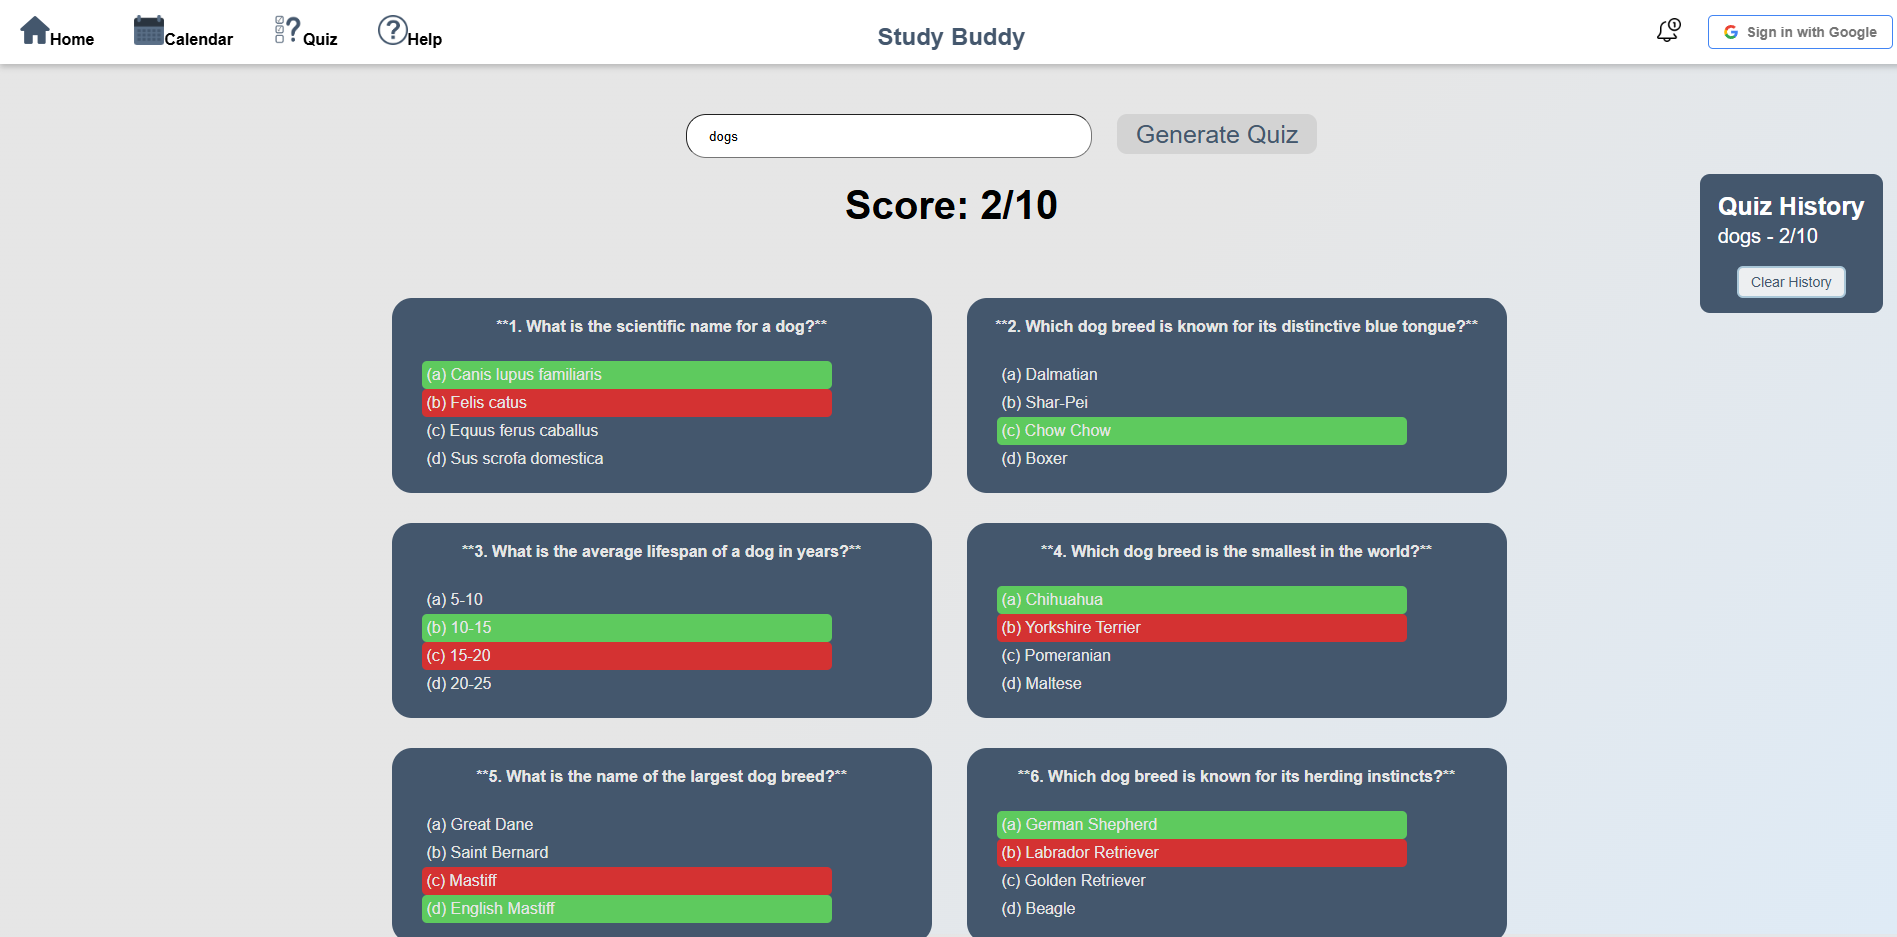 Home Calendar Quiz Help
Study Buddy
1
Sign in with Google
dogs
Generate Quiz
Score: 2/10
Quiz History
dogs - 2/10
Clear History
**1. What is the scientific name for a dog?**
(a) Canis lupus familiaris
(b) Felis catus
(c) Equus ferus caballus
(d) Sus scrofa domestica
**2. Which dog breed is known for its distinctive blue tongue?**
(a) Dalmatian
(b) Shar-Pei
(c) Chow Chow
(d) Boxer
**3. What is the average lifespan of a dog in years?**
(a) 5-10
(b) 10-15
(c) 15-20
(d) 20-25
**4. Which dog breed is the smallest in the world?**
(a) Chihuahua
(b) Yorkshire Terrier
(c) Pomeranian
(d) Maltese
**5. What is the name of the largest dog breed?**
(a) Great Dane
(b) Saint Bernard
(c) Mastiff
(d) English Mastiff
**6. Which dog breed is known for its herding instincts?**
(a) German Shepherd
(b) Labrador Retriever
(c) Golden Retriever
(d) Beagle